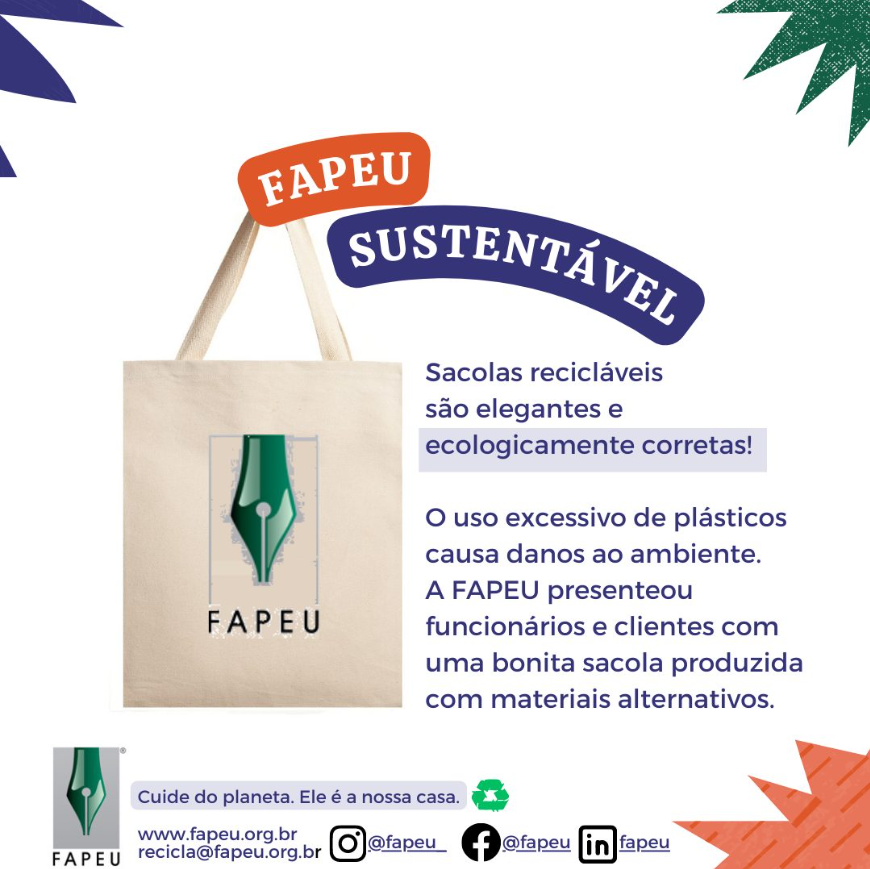 FAPEU
SUSTENTÁVEL
Sacolas recicláveis
são elegantes e
ecologicamente corretas!
O uso excessivo de plásticos
causa danos ao ambiente.
A FAPEU presenteou
funcionários e clientes com
uma bonita sacola produzida
com materiais alternativos.
FAPEU
®
FAPEU
Cuide do planeta. Ele é a nossa casa.
www.fapeu.org.br
recicla@fapeu.org.br
@fapeu_
@fapeu
in
fapeu